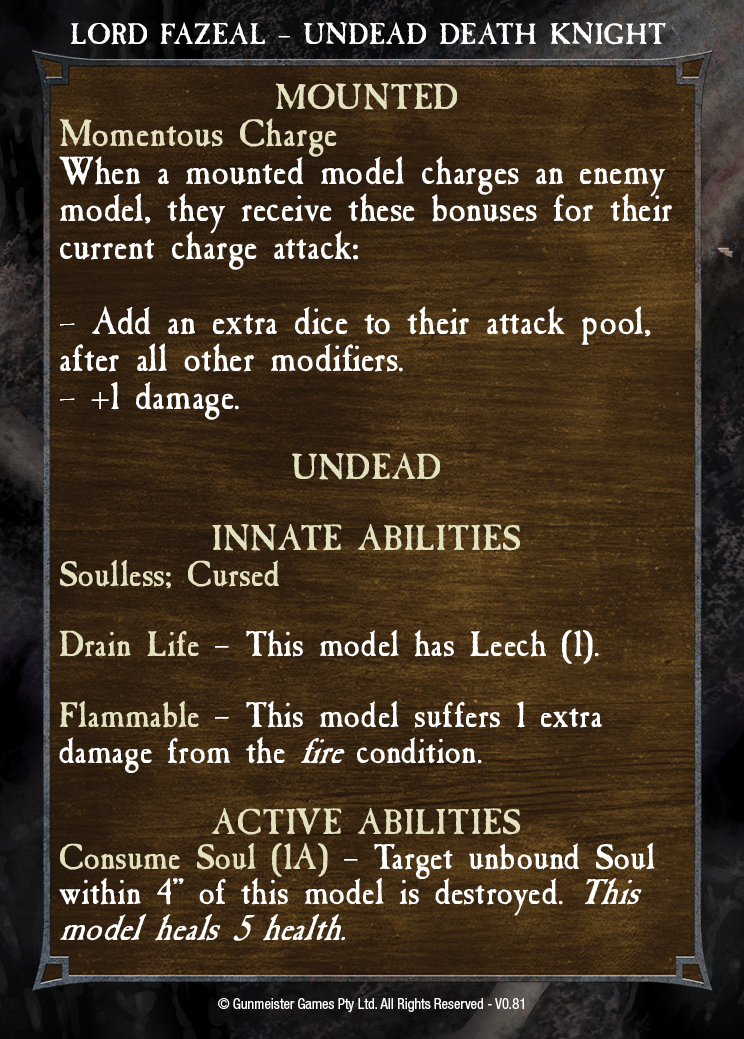 LORD FAZEAL – UNDEAD DEATH KNIGHT
MOUNTED
Momentous Charge
When a mounted model charges an enemy
model, they receive these bonuses for their
current charge attack:
– Add an extra dice to their attack pool,
after all other modifiers.
– +1 damage.
UNDEAD
INNATE ABILITIES
Soulless; Cursed
Drain Life – This model has Leech (1).
Flammable – This model suffers 1 extra
damage from the fire condition.
ACTIVE ABILITIES
Consume Soul (1A) – Target unbound Soul
within 4” of this model is destroyed. This
model heals 5 health.
© Gunmeister Games Pty Ltd. All Rights Reserved - V0.81